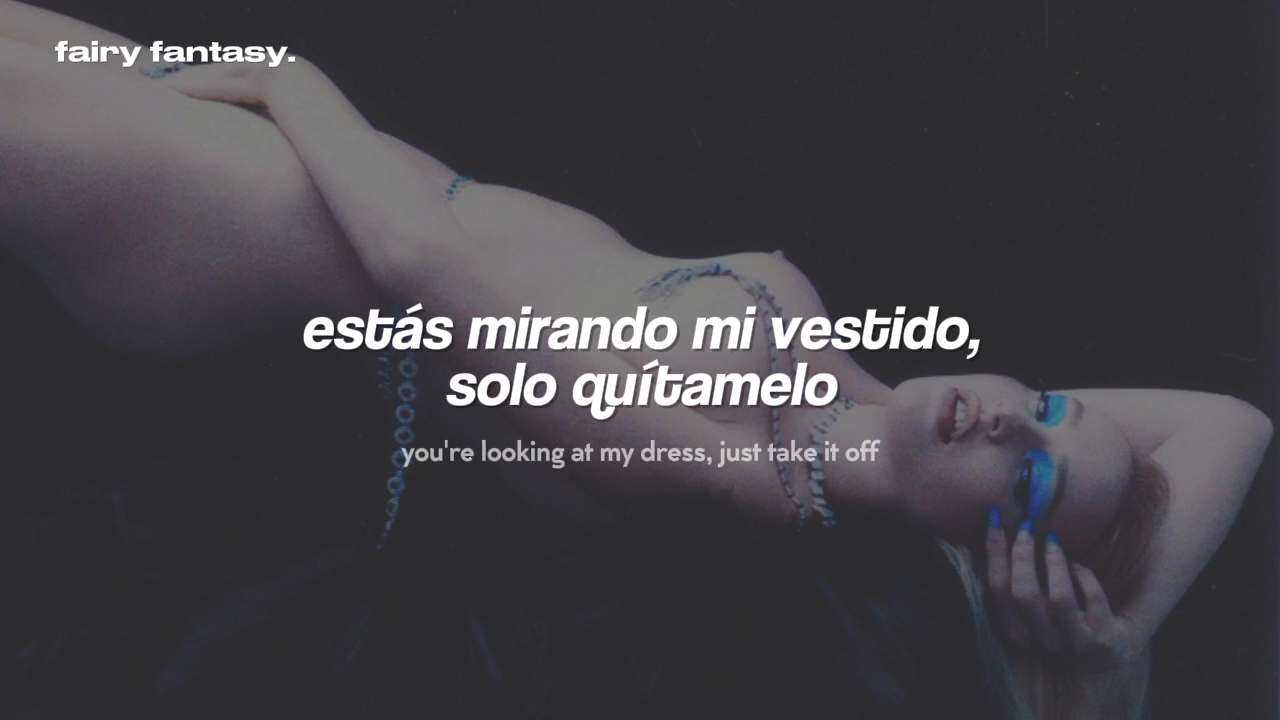 fairy fantasy.
estás mirando mi vestido,
solo quítamelo
you're looking at my dress, just take it off